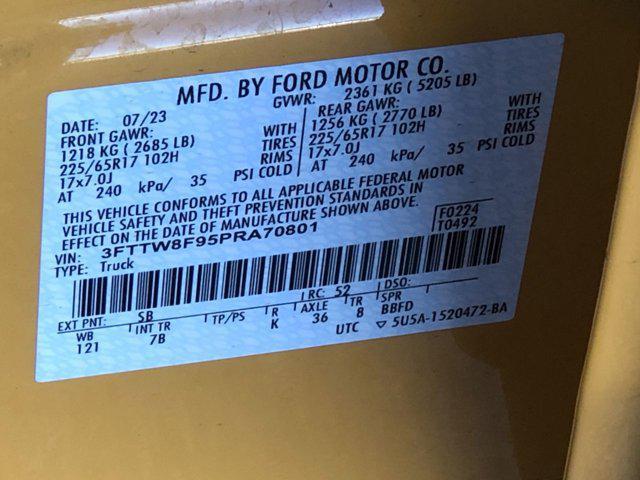 MFD. BY FORD MOTOR CO.
DATE: 07/23 GVWR: 2361 KG ( 5205 LB)
FRONT GAWR: REAR GAWR:
1218 KG ( 2685 LB) WITH 1256 KG ( 2770 LB) WITH
225/65R17 102H TIRES 225/65R17 102H TIRES
17x7.0J RIMS 17x7.0J RIMS
AT 240 kPa/ 35 PSI COLD AT 240 kPa/ 35 PSI COLD
THIS VEHICLE CONFORMS TO ALL APPLICABLE FEDERAL MOTOR
VEHICLE SAFETY AND THEFT PREVENTION STANDARDS IN
EFFECT ON THE DATE OF MANUFACTURE SHOWN ABOVE.
VIN: 3FTTW8F95PRA70801 F0224
TYPE: Truck T0492
EXT PNT: SB RC: 52 DSO:
WB INT TR TP/PS R AXLE TR SPR
121 7B K 36 8 BBFD
UTC ▽ 5U5A-1520472-BA